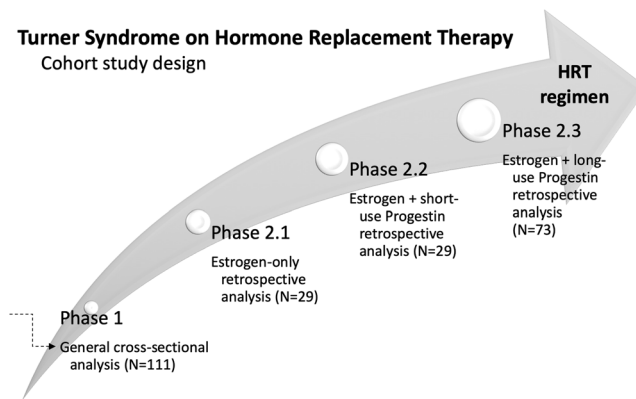 Turner Syndrome on Hormone Replacement Therapy
Cohort study design
HRT
regimen
Phase 2.3
Estrogen + long-
use Progestin
retrospective
analysis
(N=73)
Phase 2.2
Estrogen + short-
use Progestin
retrospective
analysis (N=29)
Phase 2.1
Estrogen-only
retrospective
analysis (N=29)
Phase 1
General cross-sectional
analysis (N=111)